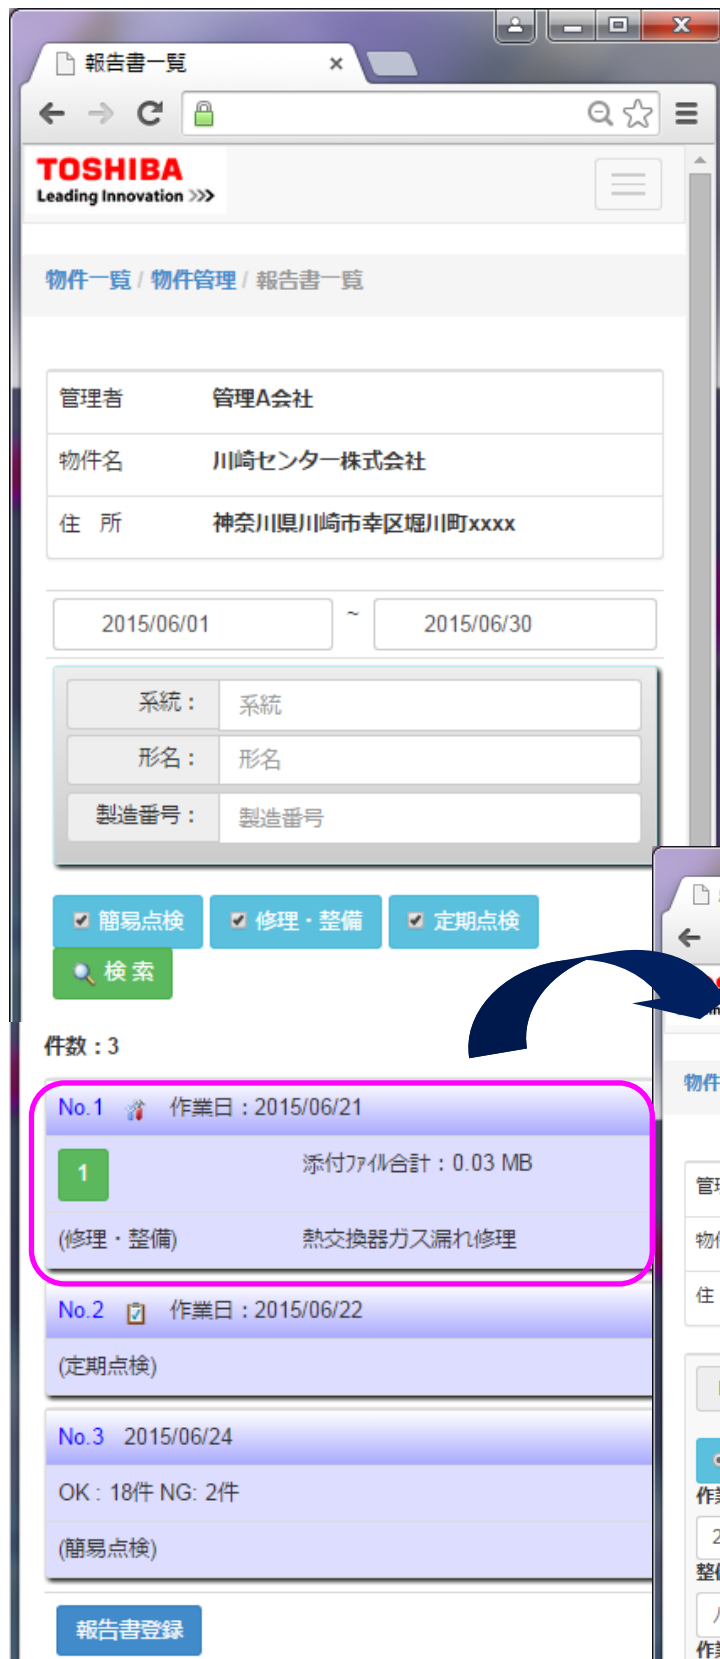 報告書一覧
TOSHIBA
Leading Innovation >>>
物件一覧 / 物件管理 / 報告書一覧
管理者 管理A会社
物件名 川崎センター株式会社
住 所 神奈川県川崎市幸区堀川町xxxx
2015/06/01 ~ 2015/06/30
系統： 系統
形名： 形名
製造番号： 製造番号
簡易点検 修理・整備 定期点検
検 索
件数：3
No.1 作業日：2015/06/21
1 添付ﾌｧｲﾙ合計：0.03 MB
(修理・整備) 熱交換器ガス漏れ修理
No.2 作業日：2015/06/22
(定期点検)
No.3 2015/06/24
OK : 18件 NG: 2件
(簡易点検)
報告書登録
物件
管
物
住
作
2
整
作